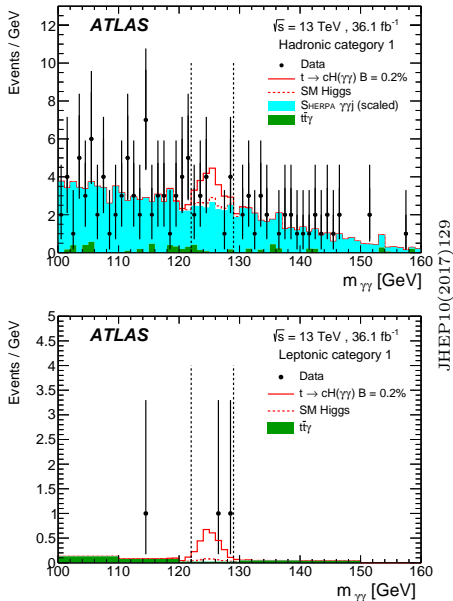 Events / GeV
ATLAS
√s = 13 TeV , 36.1 fb⁻¹
Hadronic category 1
Data
t → cH(γγ) B = 0.2%
SM Higgs
SHERPA γγj (scaled)
tt̄γ
12
10
8
6
4
2
0
100 110 120 130 140 150 160
m_γγ [GeV]
Events / GeV
ATLAS
√s = 13 TeV , 36.1 fb⁻¹
Leptonic category 1
Data
t → cH(γγ) B = 0.2%
SM Higgs
tt̄γ
5
4.5
4
3.5
3
2.5
2
1.5
1
0.5
0
100 110 120 130 140 150 160
m_γγ [GeV]
JHEP10(2017)129